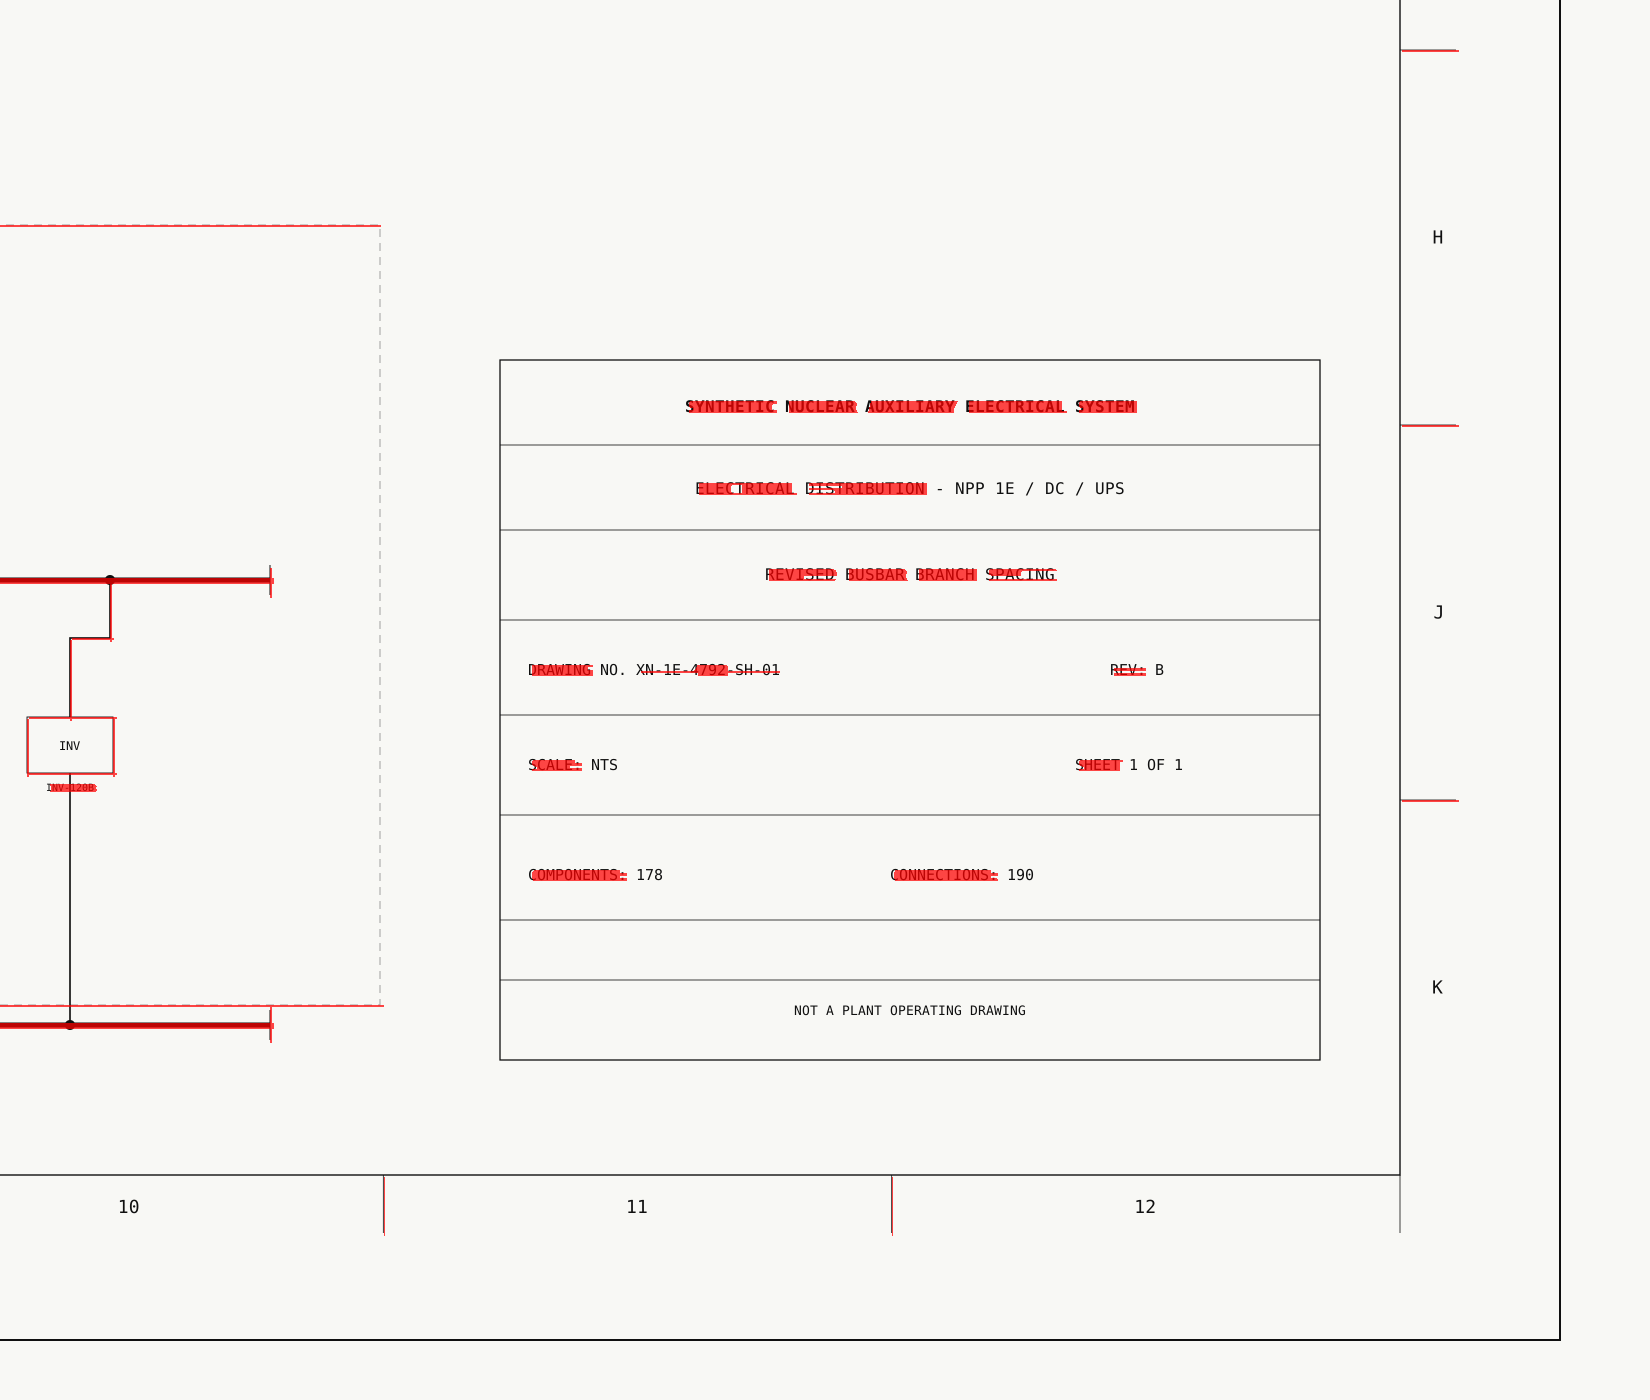 H
SYNTHETIC NUCLEAR AUXILIARY ELECTRICAL SYSTEM
ELECTRICAL DISTRIBUTION - NPP 1E / DC / UPS
REVISED BUSBAR BRANCH SPACING
J
DRAWING NO. XN-1E-4792-SH-01 REV: B
INV
SCALE: NTS SHEET 1 OF 1
INV-120B
COMPONENTS: 178 CONNECTIONS: 190
K
NOT A PLANT OPERATING DRAWING
10 11 12